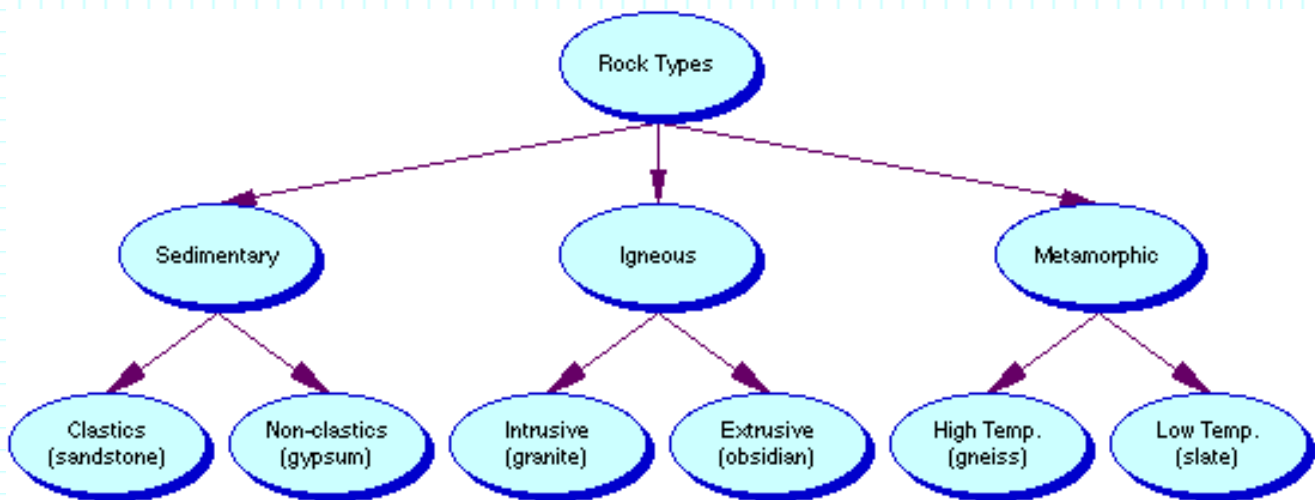 Rock Types
Sedimentary
Igneous
Metamorphic
Clastics
(sandstone)
Non-clastics
(gypsum)
Intrusive
(granite)
Extrusive
(obsidian)
High Temp.
(gneiss)
Low Temp.
(slate)